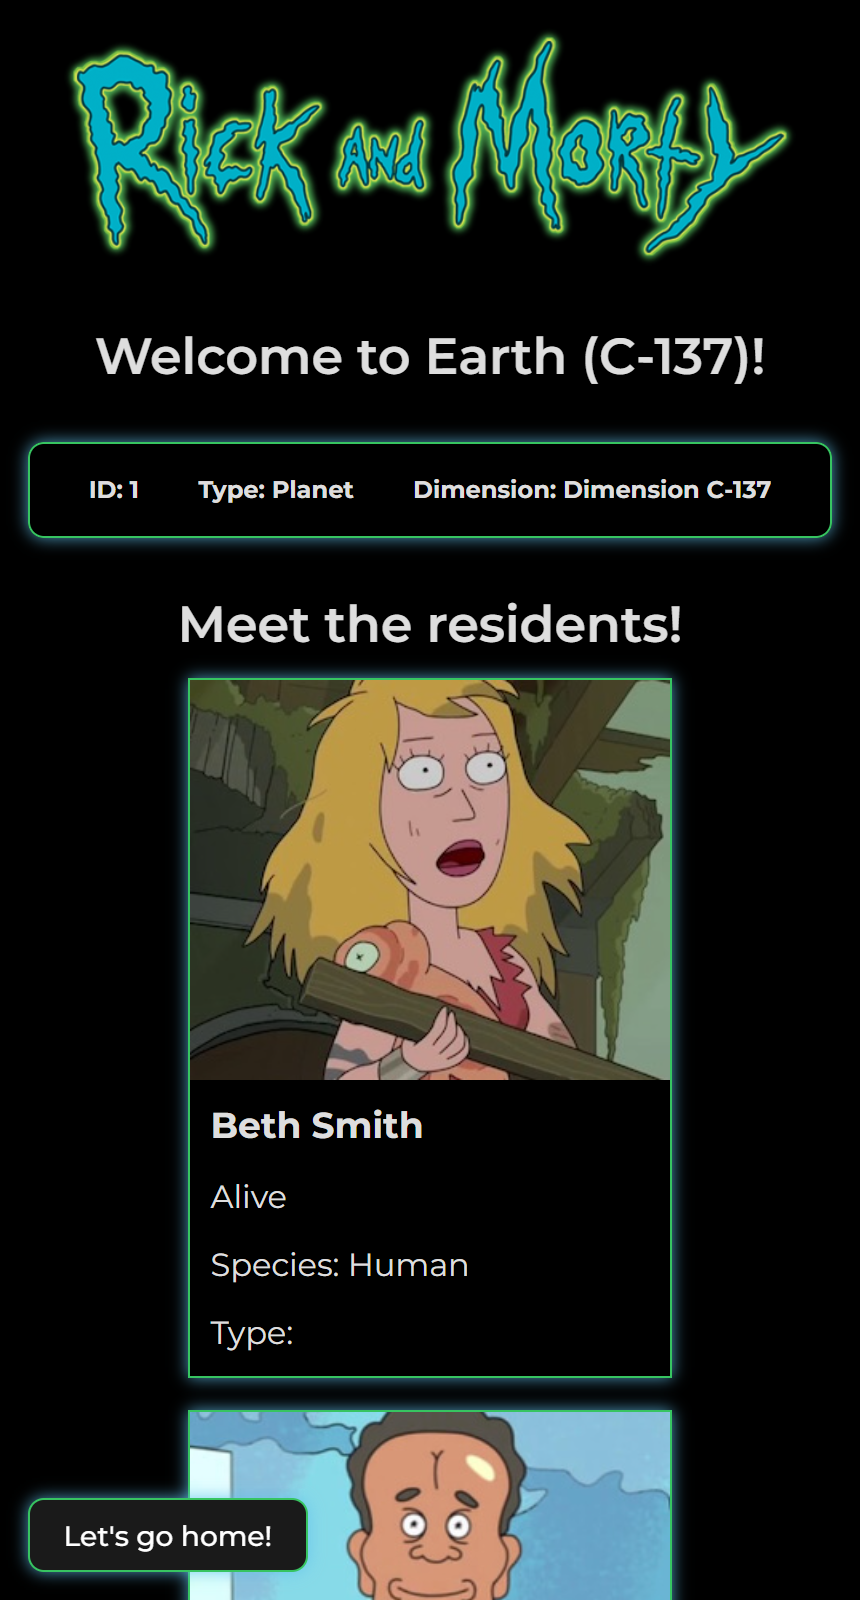 Rick and Morty
Welcome to Earth (C-137)!
ID: 1 Type: Planet Dimension: Dimension C-137
Meet the residents!
Beth Smith
Alive
Species: Human
Type:
Let's go home!